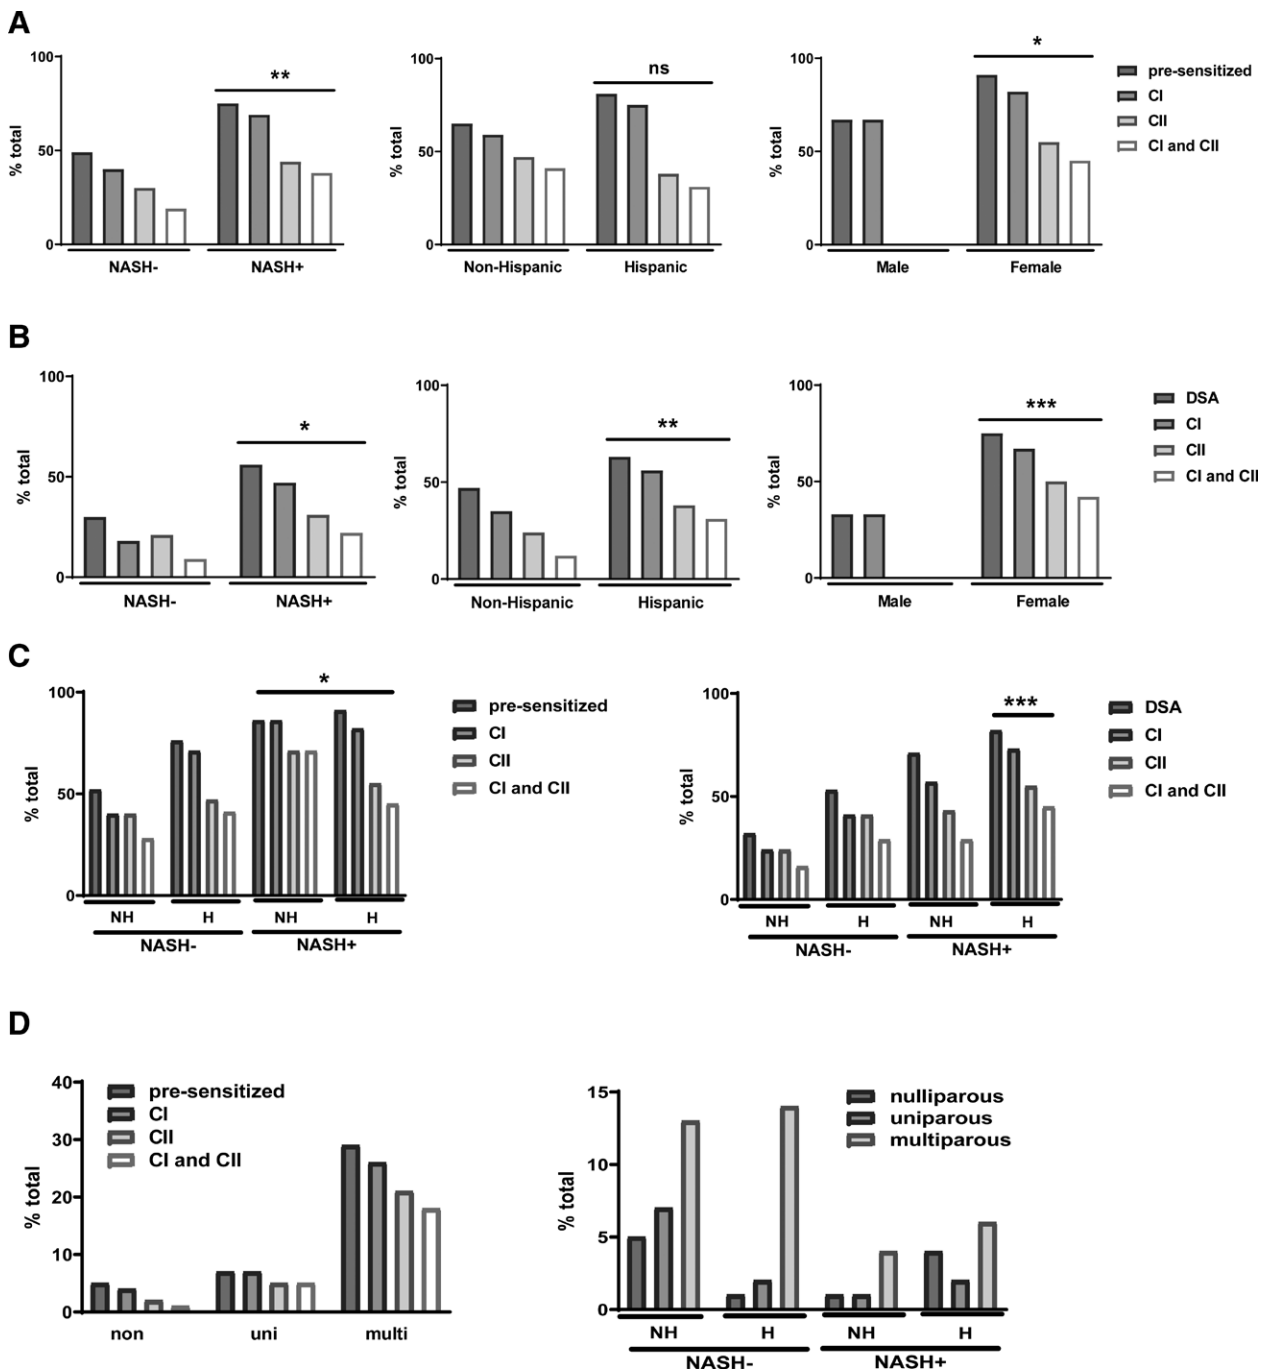 A
100
50
0
% total
**
NASH-
NASH+
100
50
0
% total
ns
Non-Hispanic
Hispanic
100
50
0
% total
*
Male
Female
pre-sensitized
CI
CII
CI and CII
B
100
50
0
% total
*
NASH-
NASH+
100
50
0
% total
**
Non-Hispanic
Hispanic
100
50
0
% total
***
Male
Female
DSA
CI
CII
CI and CII
C
100
50
0
% total
*
NH
H
NH
H
NASH-
NASH+
pre-sensitized
CI
CII
CI and CII
100
50
0
% total
***
NH
H
NH
H
NASH-
NASH+
DSA
CI
CII
CI and CII
D
40
30
20
10
0
% total
pre-sensitized
CI
CII
CI and CII
non
uni
multi
15
10
5
0
% total
nulliparous
uniparous
multiparous
NH
H
NH
H
NASH-
NASH+